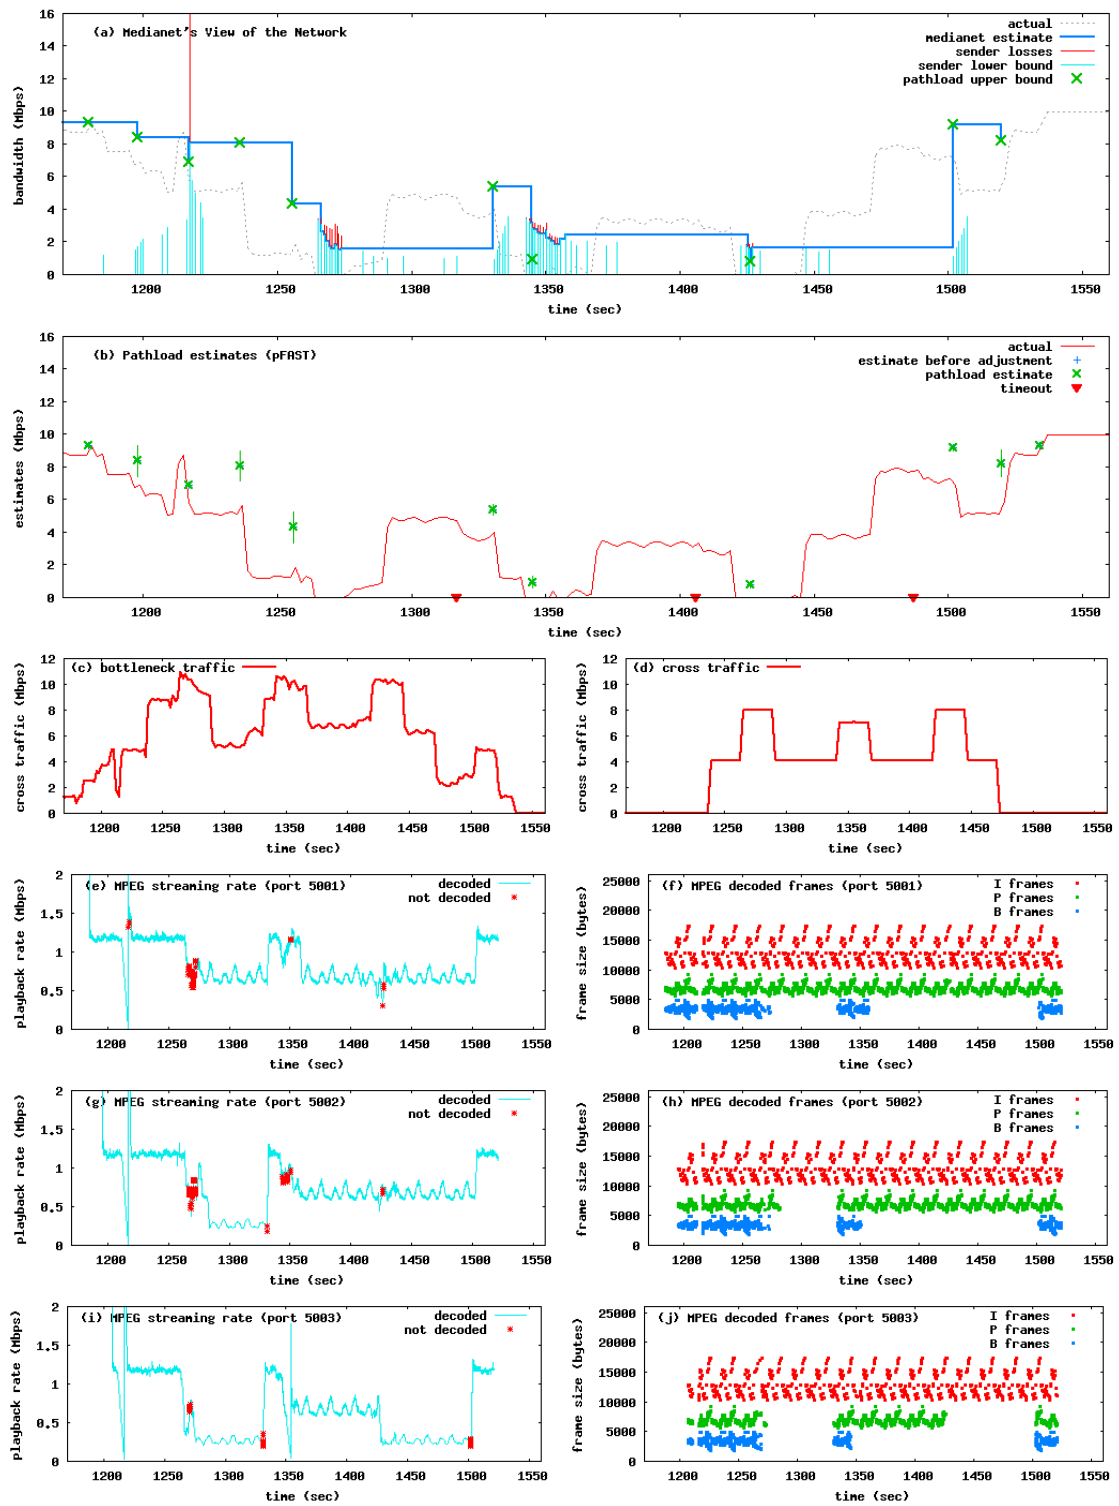 (a) Medianet's View of the Network
actual
medianet estimate
sender losses
sender lower bound
pathload upper bound
bandwidth (Mbps)
0 2 4 6 8 10 12 14 16
1200 1250 1300 1350 1400 1450 1500 1550
time (sec)
(b) Pathload estimates (pFAST)
actual
estimate before adjustment
pathload estimate
timeout
estimates (Mbps)
0 2 4 6 8 10 12 14 16
1200 1250 1300 1350 1400 1450 1500 1550
time (sec)
(c) bottleneck traffic
cross traffic (Mbps)
0 2 4 6 8 10 12
1200 1250 1300 1350 1400 1450 1500 1550
time (sec)
(d) cross traffic
cross traffic (Mbps)
0 2 4 6 8 10 12
1200 1250 1300 1350 1400 1450 1500 1550
time (sec)
(e) MPEG streaming rate (port 5001)
decoded
not decoded
playback rate (Mbps)
0 0.5 1 1.5 2
1200 1250 1300 1350 1400 1450 1500 1550
time (sec)
(f) MPEG decoded frames (port 5001)
I frames
P frames
B frames
frame size (bytes)
0 5000 10000 15000 20000 25000
1200 1250 1300 1350 1400 1450 1500 1550
time (sec)
(g) MPEG streaming rate (port 5002)
decoded
not decoded
playback rate (Mbps)
0 0.5 1 1.5 2
1200 1250 1300 1350 1400 1450 1500 1550
time (sec)
(h) MPEG decoded frames (port 5002)
I frames
P frames
B frames
frame size (bytes)
0 5000 10000 15000 20000 25000
1200 1250 1300 1350 1400 1450 1500 1550
time (sec)
(i) MPEG streaming rate (port 5003)
decoded
not decoded
playback rate (Mbps)
0 0.5 1 1.5 2
1200 1250 1300 1350 1400 1450 1500 1550
time (sec)
(j) MPEG decoded frames (port 5003)
I frames
P frames
B frames
frame size (bytes)
0 5000 10000 15000 20000 25000
1200 1250 1300 1350 1400 1450 1500 1550
time (sec)